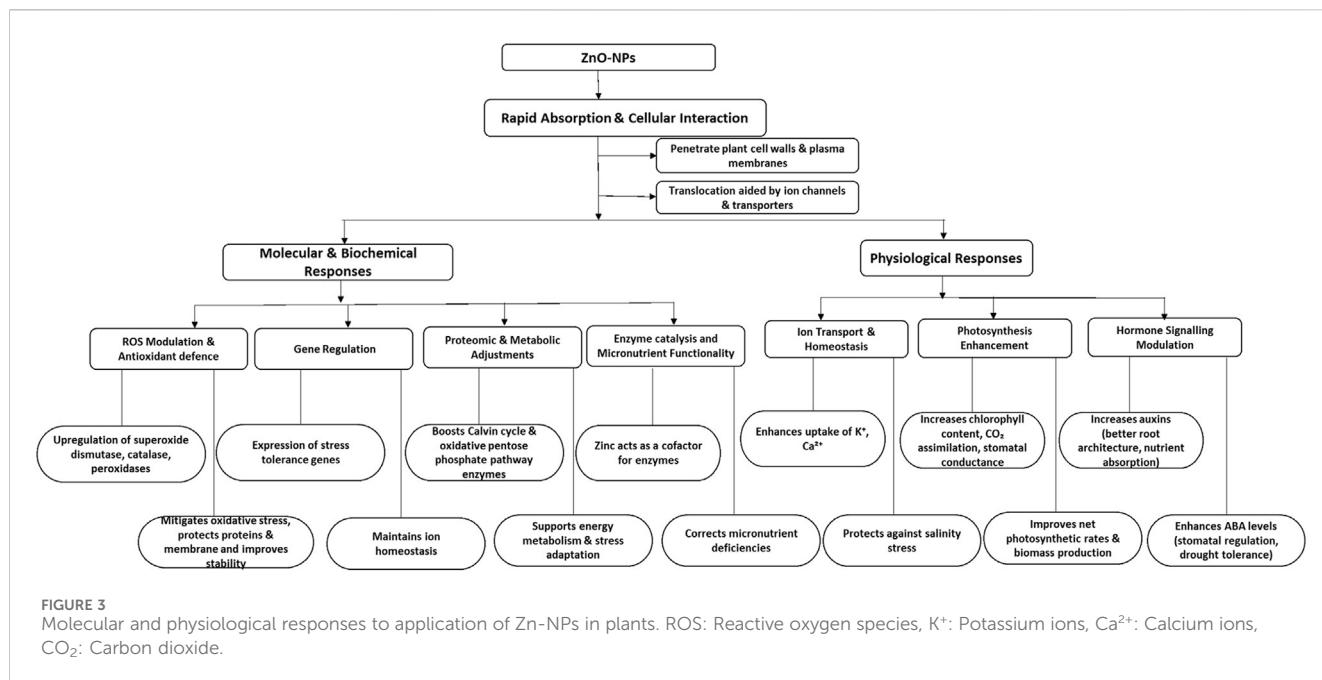 ZnO-NPs
Rapid Absorption & Cellular Interaction
Penetrate plant cell walls & plasma
membranes
Translocation aided by ion channels
& transporters
Molecular & Biochemical
Responses
Physiological Responses
ROS Modulation &
Antioxidant defence
Gene Regulation
Proteomic & Metabolic
Adjustments
Enzyme catalysis and
Micronutrient Functionality
Ion Transport &
Homeostasis
Photosynthesis
Enhancement
Hormone Signalling
Modulation
Upregulation of superoxide
dismutase, catalase,
peroxidases
Expression of stress
tolerance genes
Boosts Calvin cycle &
oxidative pentose
phosphate pathway
enzymes
Zinc acts as a cofactor
for enzymes
Enhances uptake of K⁺,
Ca²⁺
Increases chlorophyll
content, CO₂
assimilation, stomatal
conductance
Increases auxins
(better root
architecture, nutrient
absorption)
Mitigates oxidative stress,
protects proteins &
membrane and improves
stability
Maintains ion
homeostasis
Supports energy
metabolism & stress
adaptation
Corrects micronutrient
deficiencies
Protects against salinity
stress
Improves net
photosynthetic rates &
biomass production
Enhances ABA levels
(stomatal regulation,
drought tolerance)
FIGURE 3
Molecular and physiological responses to application of Zn-NPs in plants. ROS: Reactive oxygen species, K⁺: Potassium ions, Ca²⁺: Calcium ions,
CO₂: Carbon dioxide.